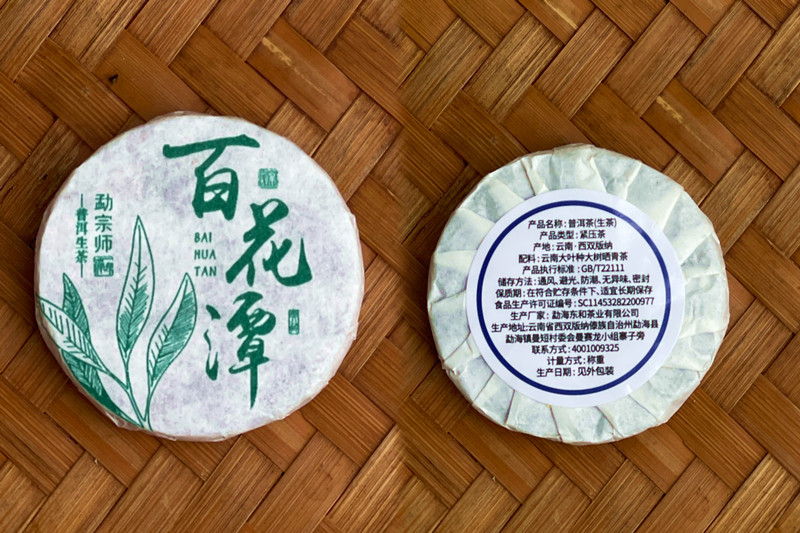 百花潭
BAI
HUA
TAN
勐宗师
普洱生茶
产品名称:普洱茶(生茶)
产品类型:紧压茶
产地:云南·西双版纳
配料:云南大叶种大树晒青茶
产品执行标准:GB/T22111
储存方法:通风、避光、防潮、无异味、密封
保质期:在符合贮存条件下、适宜长期保存
食品生产许可证编号:SC11453282200977
生产厂家:勐海东和茶业有限公司
生产地址:云南省西双版纳傣族自治州勐海县
勐海镇曼短村委会曼赛龙小组寨子旁
联系方式:4001009325
计量方式:称重
生产日期:见外包装